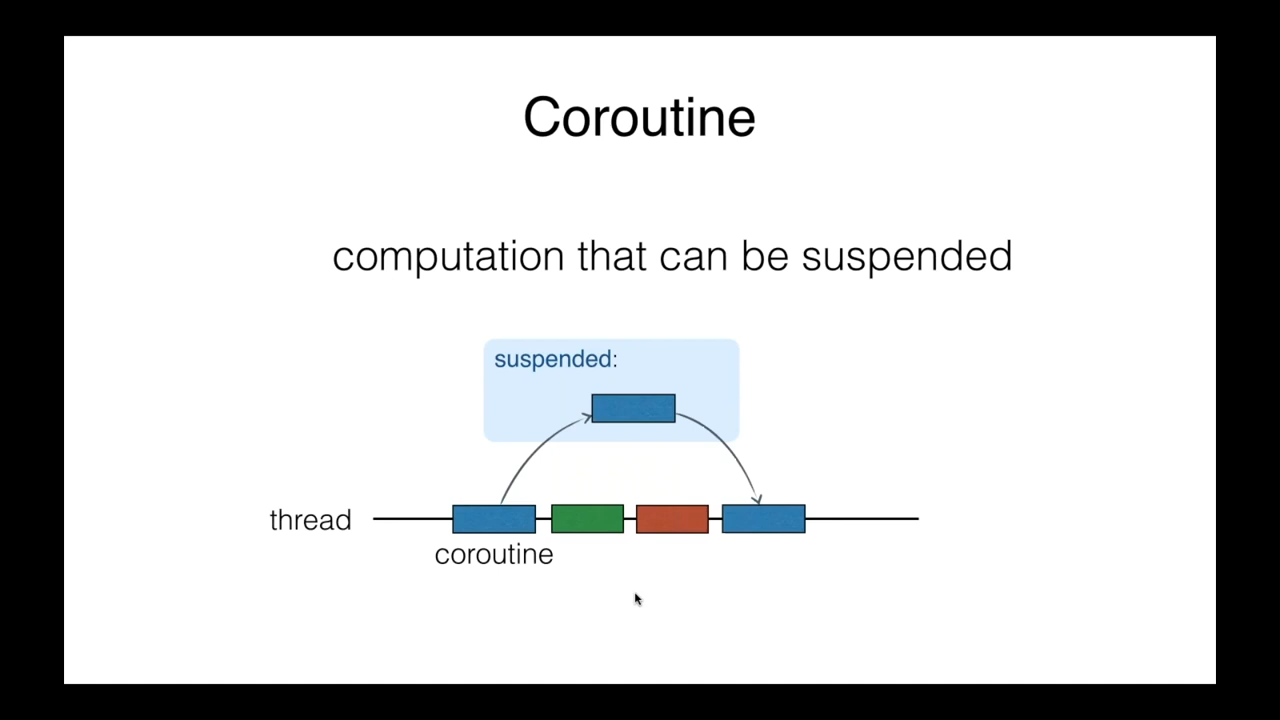 Coroutine
computation that can be suspended
suspended:
thread
coroutine